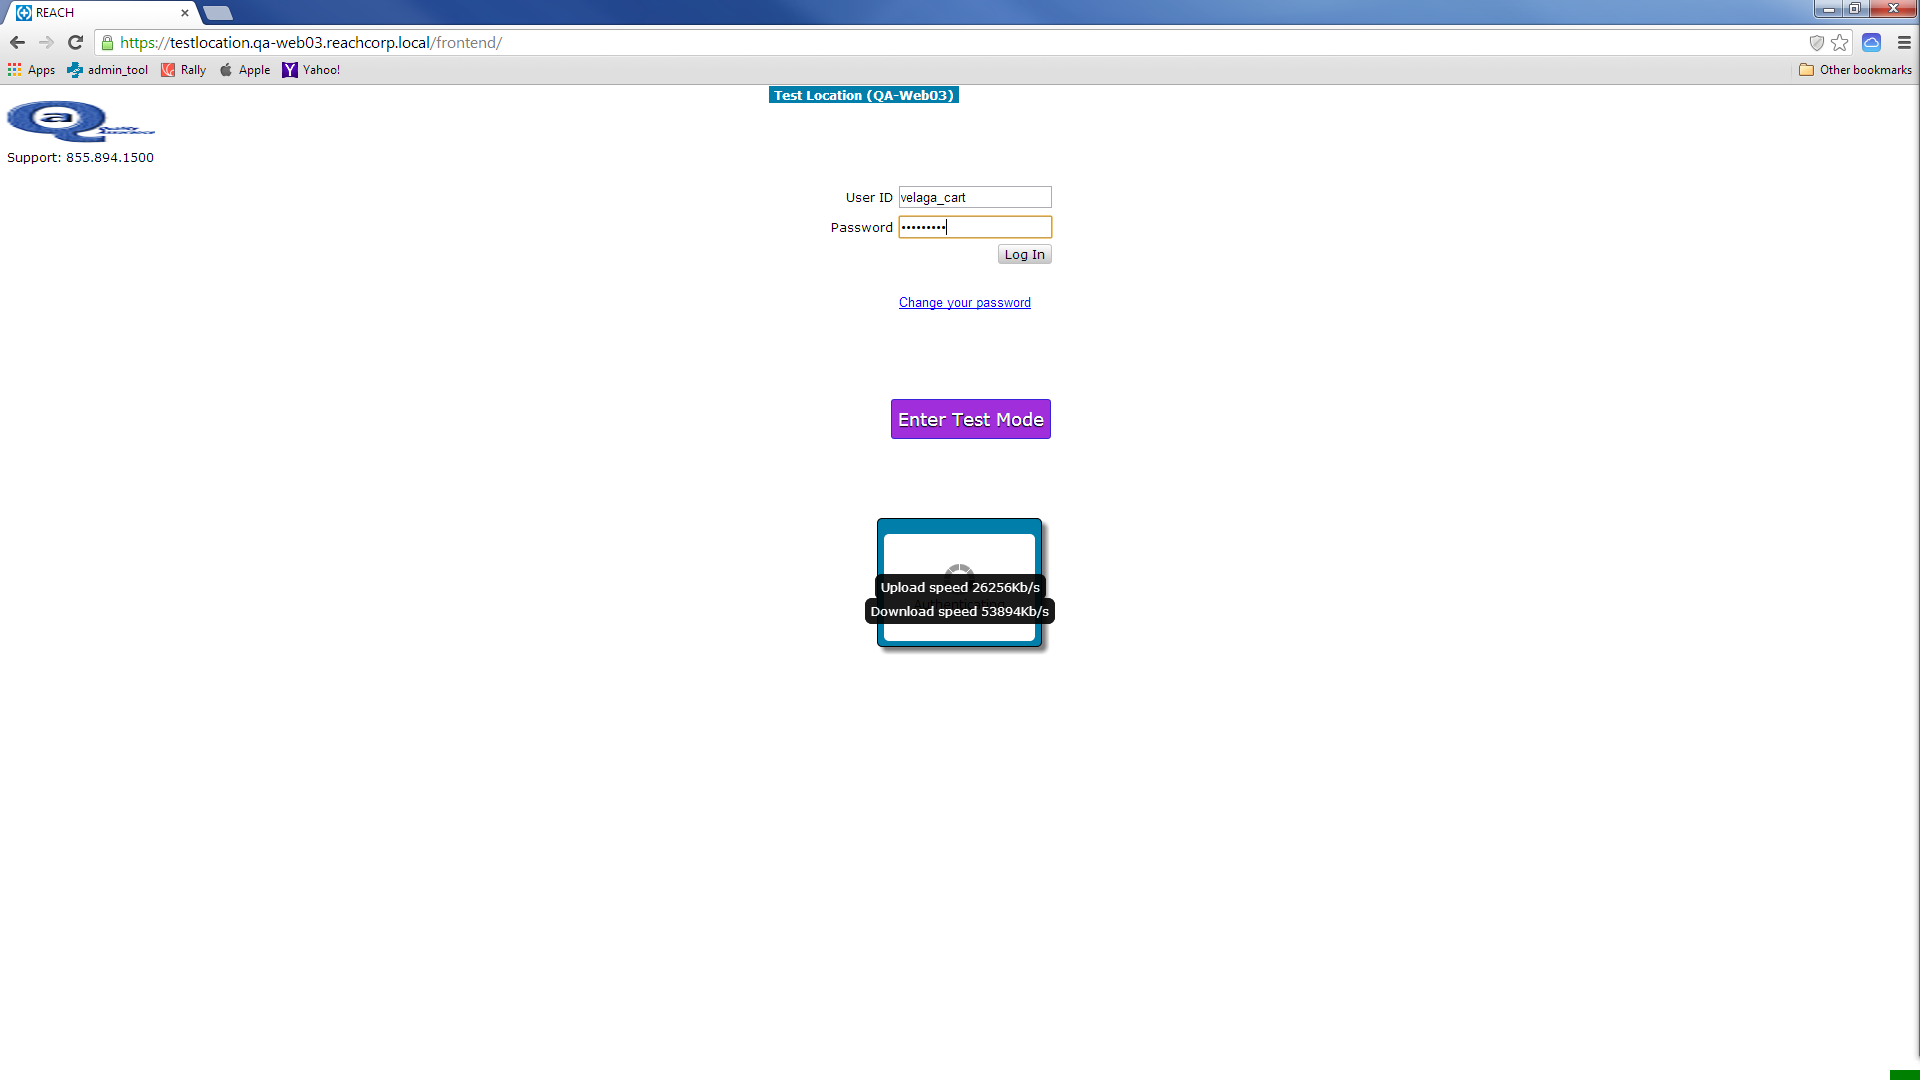 REACH
https://testlocation.qa-web03.reachcorp.local/frontend/
Apps admin_tool Rally Apple Yahoo! Other bookmarks
Test Location (QA-Web03)
a
Quality
Assurance
Support: 855.894.1500
User ID velaga_cart
Password •••••••••
Log In
Change your password
Enter Test Mode
Upload speed 26256Kb/s
Download speed 53894Kb/s